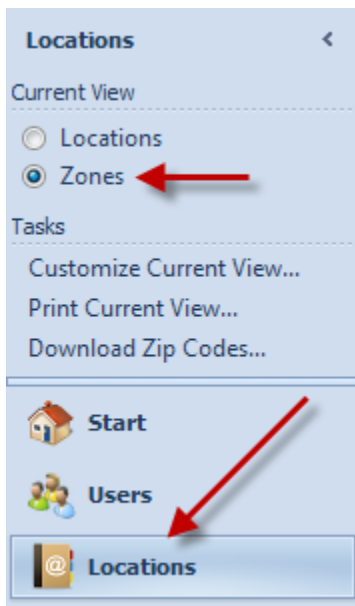 Locations
Current View
Locations
Zones
Tasks
Customize Current View...
Print Current View...
Download Zip Codes...
Start
Users
@
Locations